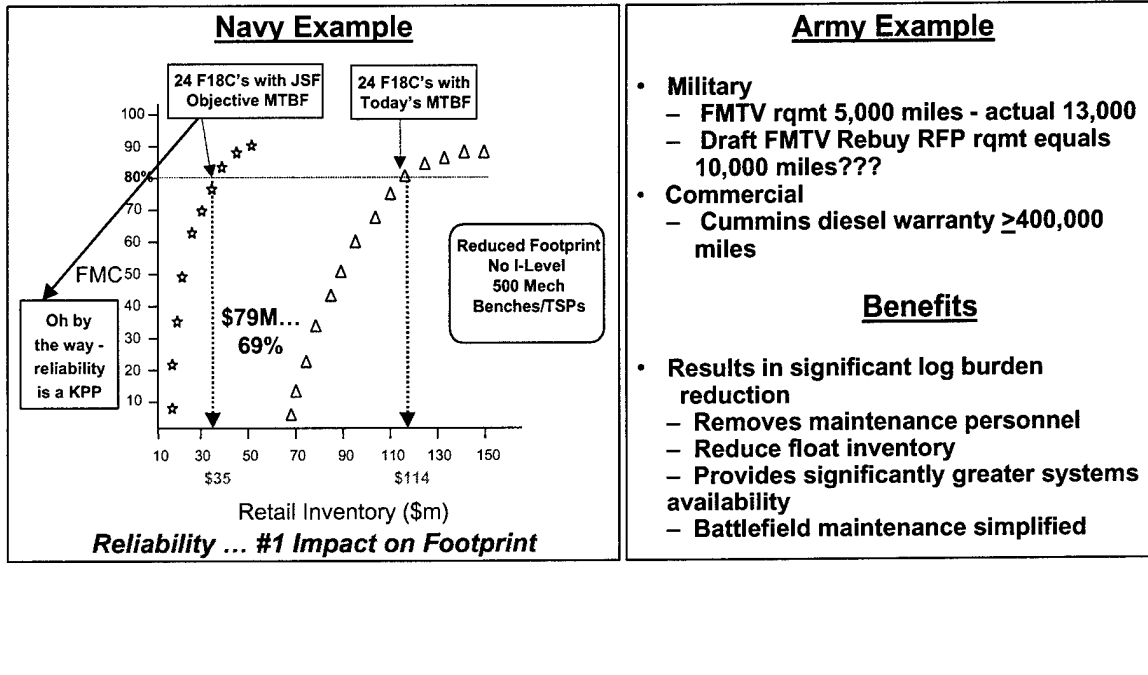 Navy Example
24 F18C's with JSF
Objective MTBF
24 F18C's with
Today's MTBF
100
90
80%
70
60
FMC 50
40
30
20
10
Oh by
the way -
reliability
is a KPP
$79M...
69%
Reduced Footprint
No I-Level
500 Mech
Benches/TSPs
10 30 50 70 90 110 130 150
$35 $114
Retail Inventory ($m)
Reliability ... #1 Impact on Footprint
Army Example
• Military
– FMTV rqmt 5,000 miles - actual 13,000
– Draft FMTV Rebuy RFP rqmt equals
10,000 miles???
• Commercial
– Cummins diesel warranty ≥400,000
miles
Benefits
• Results in significant log burden
reduction
– Removes maintenance personnel
– Reduce float inventory
– Provides significantly greater systems
availability
– Battlefield maintenance simplified